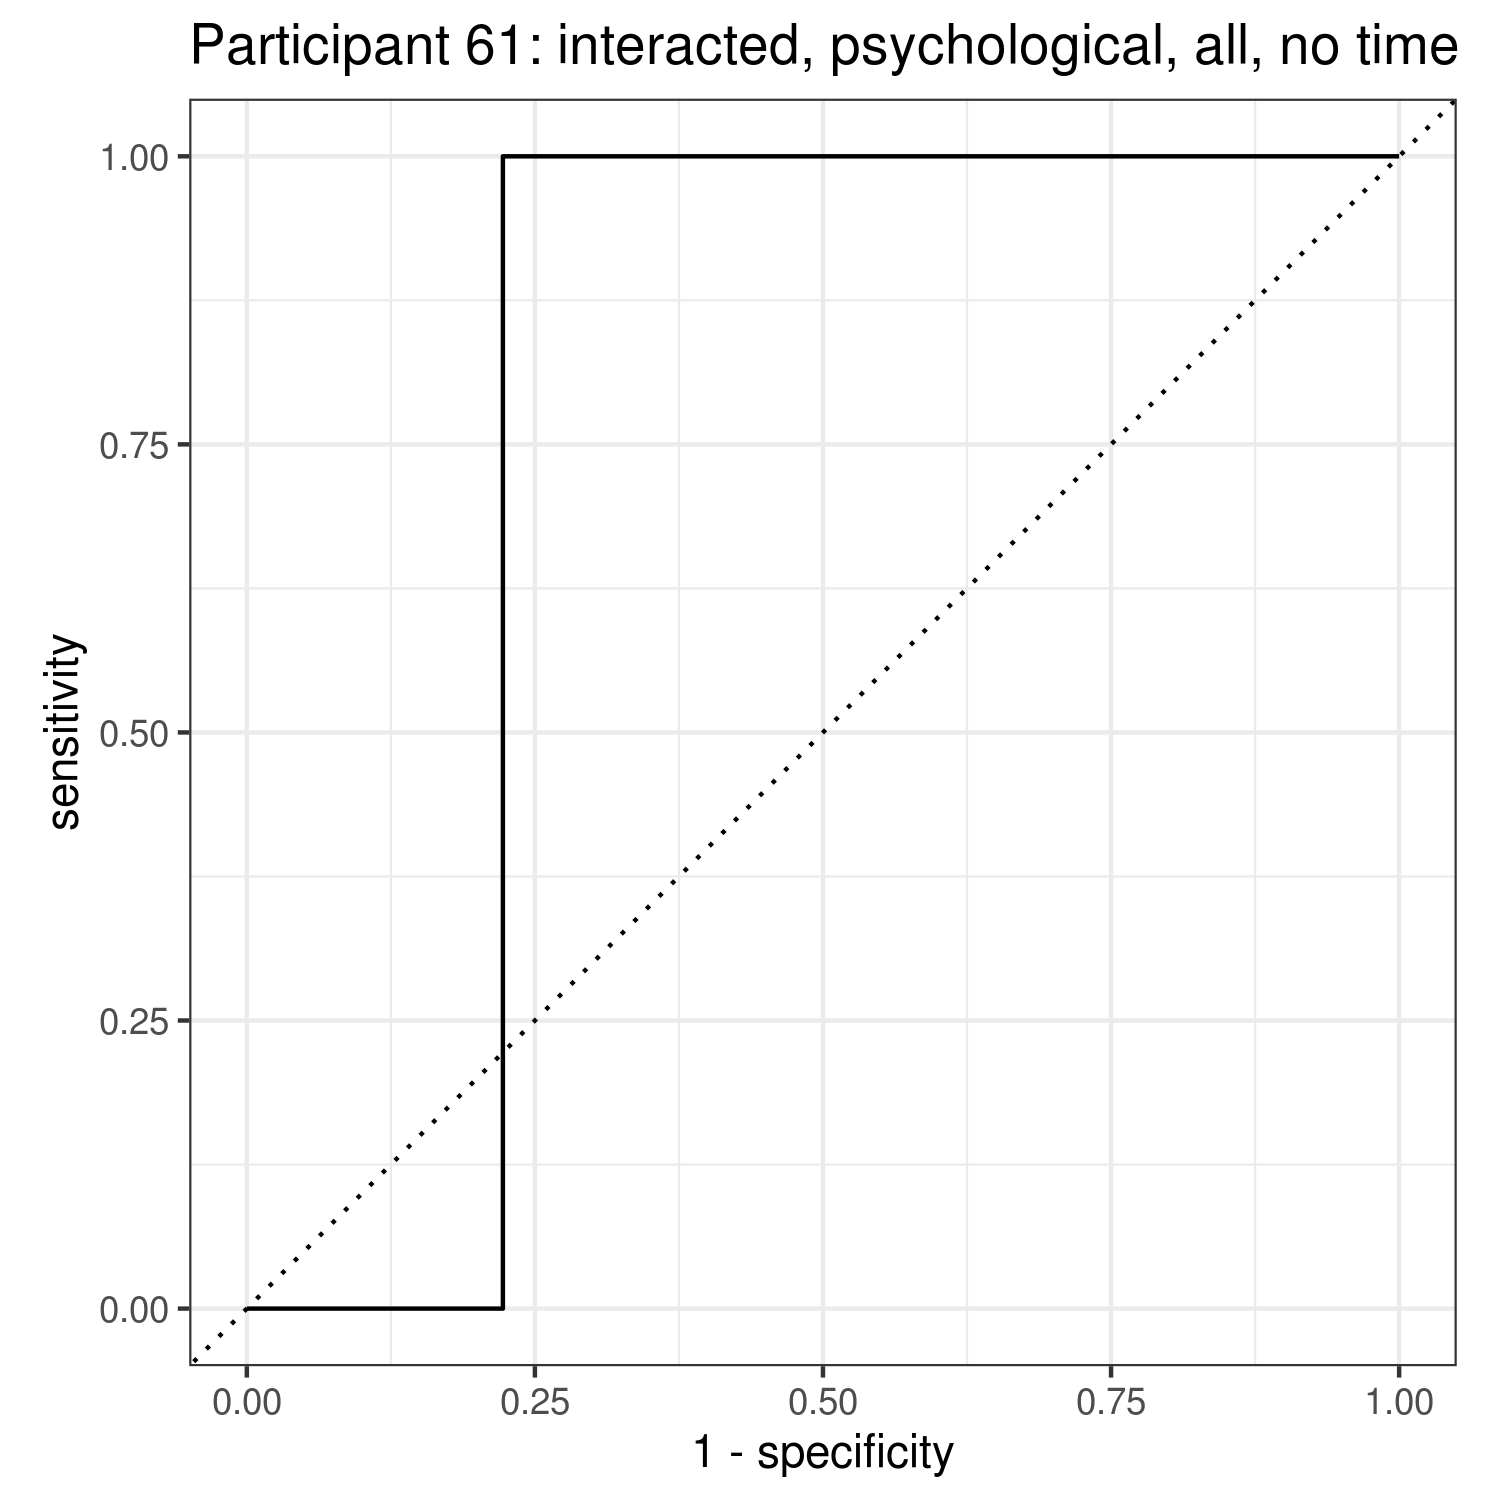 Participant 61: interacted, psychological, all, no time
1.00
0.75
0.50
0.25
0.00
sensitivity
0.00 0.25 0.50 0.75 1.00
1 - specificity